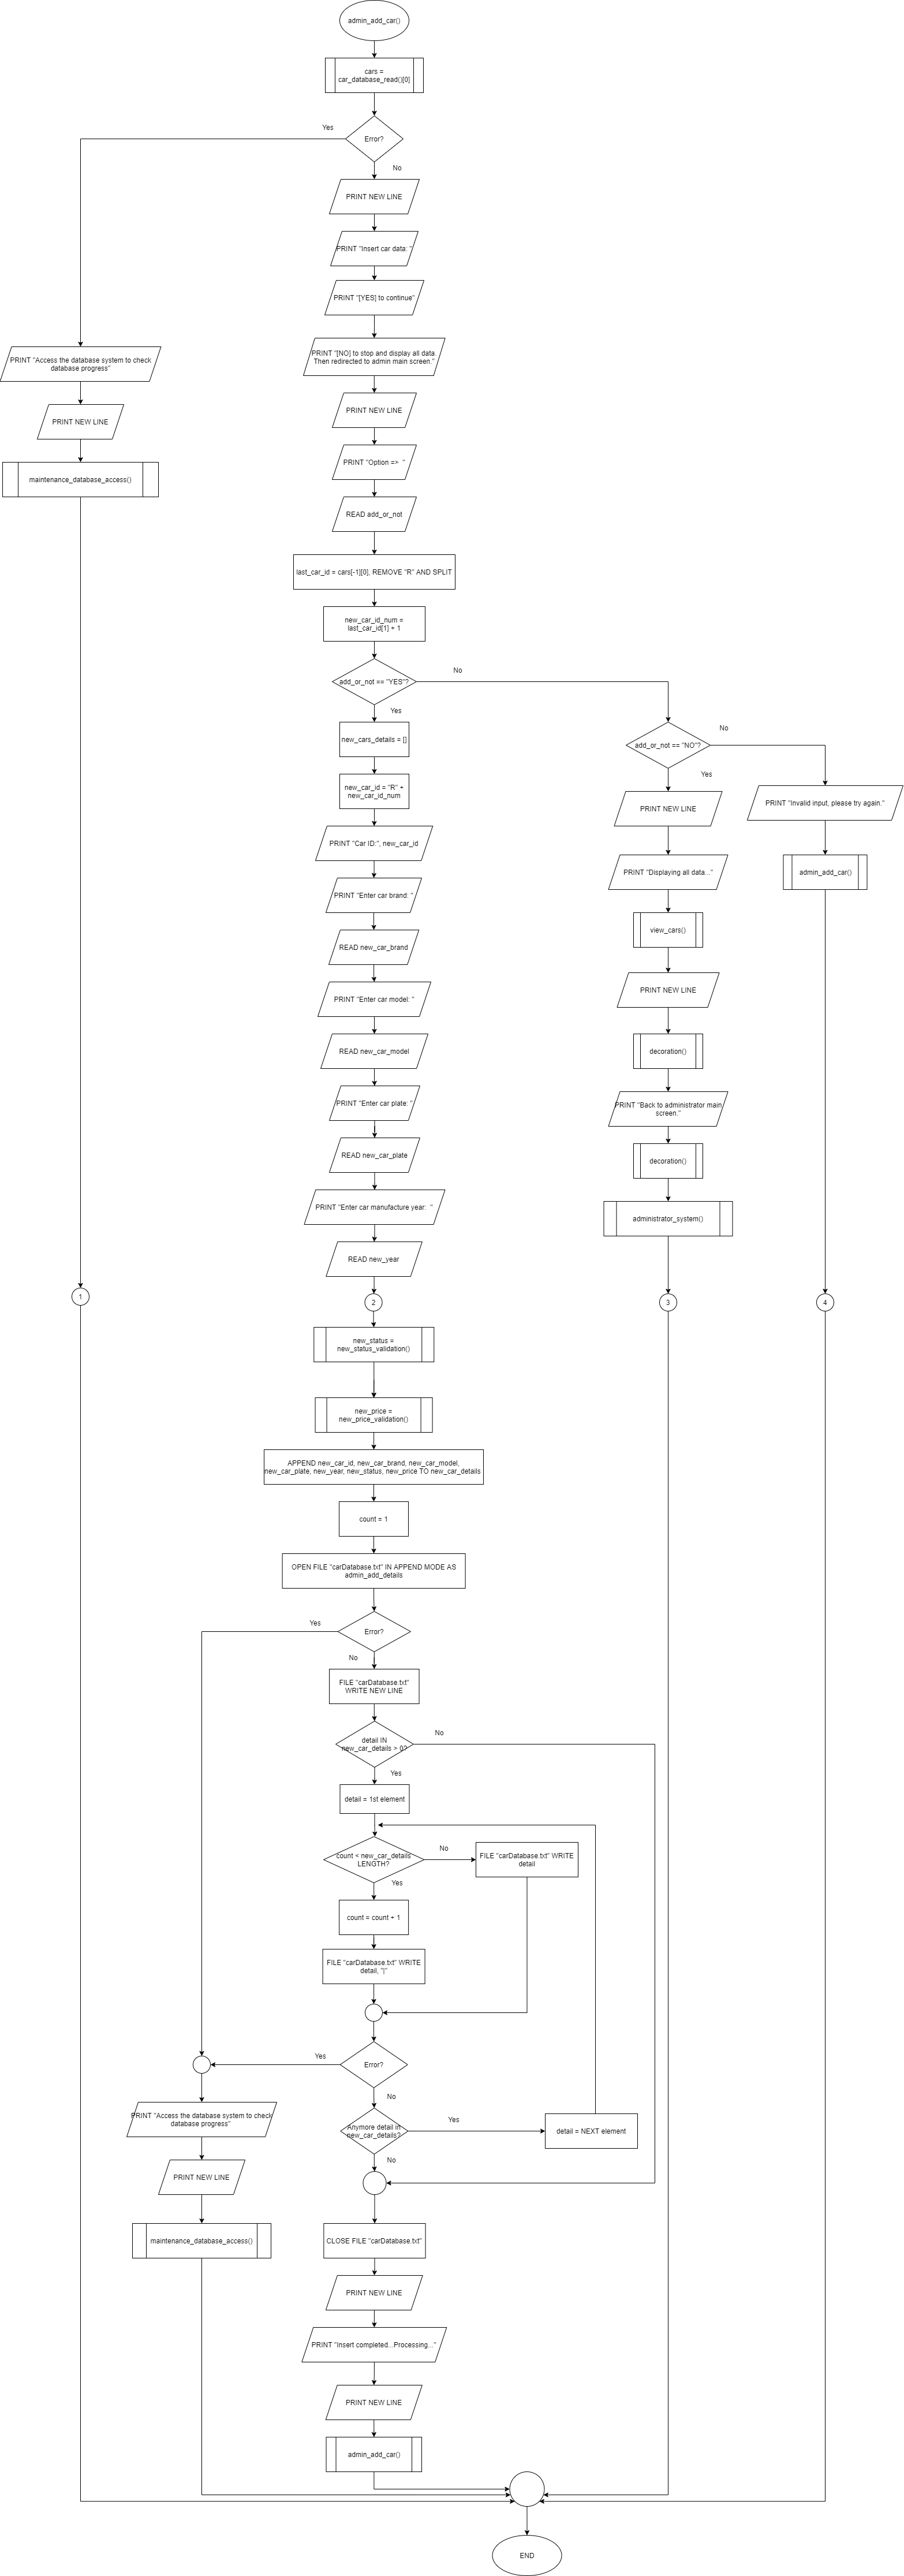 admin_add_car()
cars =
car_database_read()[0]
Yes
Error?
No
PRINT NEW LINE
PRINT "Insert car data: "
PRINT "[YES] to continue"
PRINT "[NO] to stop and display all data.
Then redirected to admin main screen."
PRINT "Access the database system to check
database progress"
PRINT NEW LINE
PRINT NEW LINE
PRINT "Option =>  "
maintenance_database_access()
READ add_or_not
last_car_id = cars[-1][0], REMOVE "R" AND SPLIT
new_car_id_num =
last_car_id[1] + 1
No
add_or_not == "YES"?
Yes
No
new_cars_details = []
add_or_not == "NO"?
Yes
new_car_id = "R" +
new_car_id_num
PRINT NEW LINE
PRINT "Invalid input, please try again."
PRINT "Car ID:", new_car_id
PRINT "Displaying all data..."
admin_add_car()
PRINT "Enter car brand: "
view_cars()
READ new_car_brand
PRINT NEW LINE
PRINT "Enter car model: "
READ new_car_model
decoration()
PRINT "Enter car plate: "
PRINT "Back to administrator main
screen."
READ new_car_plate
decoration()
PRINT "Enter car manufacture year:  "
administrator_system()
READ new_year
1
2
3
4
new_status =
new_status_validation()
new_price =
new_price_validation()
APPEND new_car_id, new_car_brand, new_car_model,
new_car_plate, new_year, new_status, new_price TO new_car_details
count = 1
OPEN FILE "carDatabase.txt" IN APPEND MODE AS
admin_add_details
Yes
Error?
No
FILE "carDatabase.txt"
WRITE NEW LINE
No
detail IN
new_car_details > 0?
Yes
detail = 1st element
No
count < new_car_details
LENGTH?
FILE "carDatabase.txt" WRITE
detail
Yes
count = count + 1
FILE "carDatabase.txt" WRITE
detail, "|"
Yes
Error?
No
PRINT "Access the database system to check
database progress"
Anymore detail in
new_car_details?
Yes
detail = NEXT element
No
PRINT NEW LINE
maintenance_database_access()
CLOSE FILE "carDatabase.txt"
PRINT NEW LINE
PRINT "Insert completed...Processing..."
PRINT NEW LINE
admin_add_car()
END